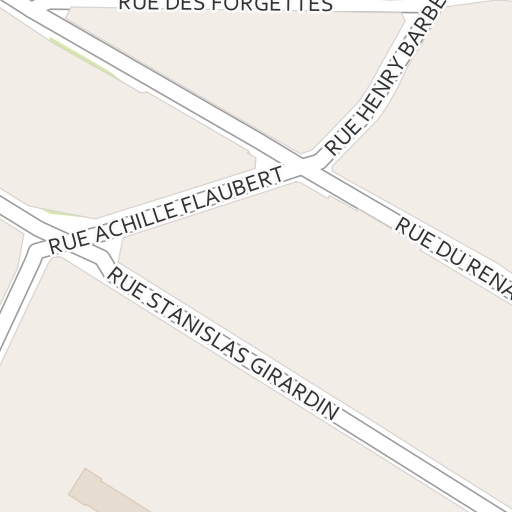 RUE DES FORGETTES
RUE HENRY BARBE
RUE ACHILLE FLAUBERT
RUE DU RENA
RUE STANISLAS GIRARDIN